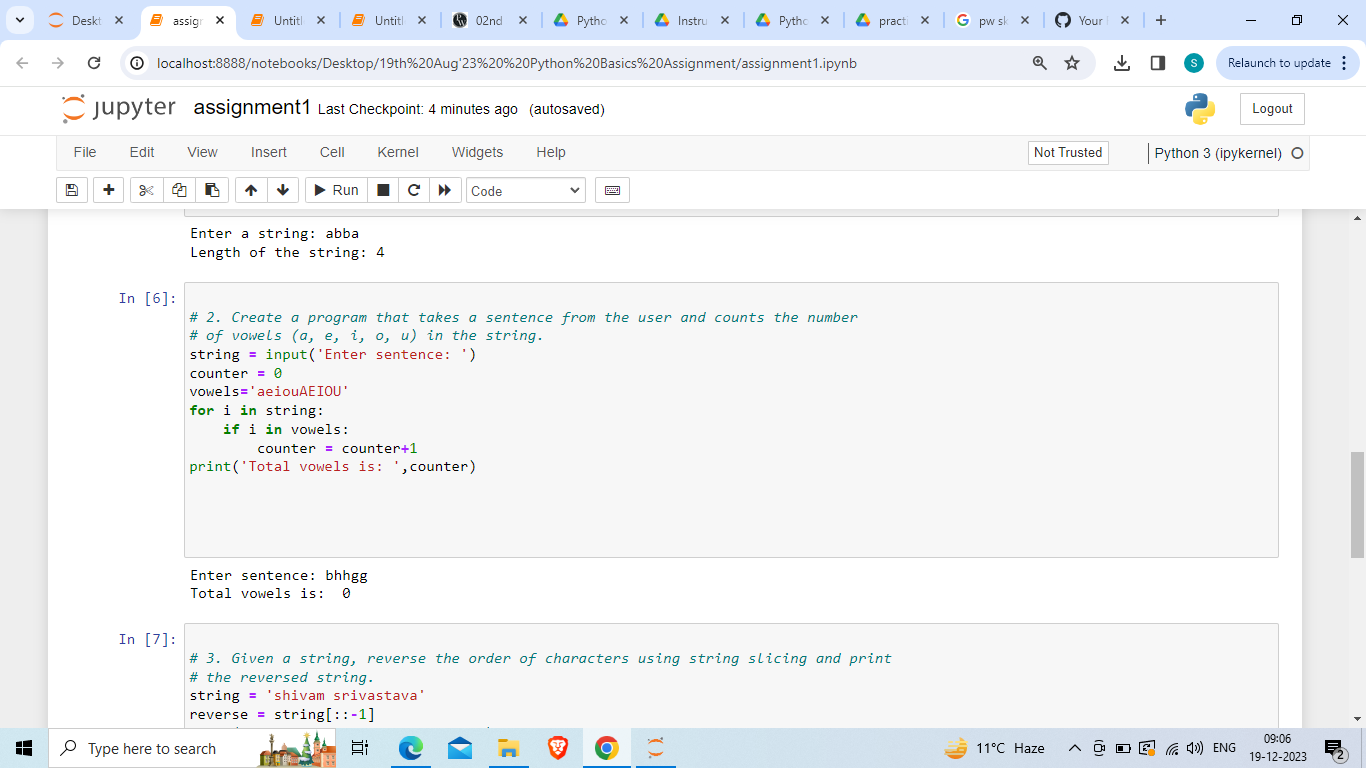 Deskt
assigr
Untitl
Untitl
02nd
Pytho
Instru
Pytho
practi
pw sk
Your
localhost:8888/notebooks/Desktop/19th%20Aug'23%20%20Python%20Basics%20Assignment/assignment1.ipynb
S
Relaunch to update
jupyter assignment1 Last Checkpoint: 4 minutes ago (autosaved)
Logout
File Edit View Insert Cell Kernel Widgets Help
Not Trusted
Python 3 (ipykernel)
Run
Code
Enter a string: abba
Length of the string: 4
In [6]:
# 2. Create a program that takes a sentence from the user and counts the number
# of vowels (a, e, i, o, u) in the string.
string = input('Enter sentence: ')
counter = 0
vowels='aeiouAEIOU'
for i in string:
    if i in vowels:
        counter = counter+1
print('Total vowels is: ',counter)
Enter sentence: bhhgg
Total vowels is:  0
In [7]:
# 3. Given a string, reverse the order of characters using string slicing and print
# the reversed string.
string = 'shivam srivastava'
reverse = string[::-1]
Type here to search
11°C Haze
ENG
09:06
19-12-2023
2